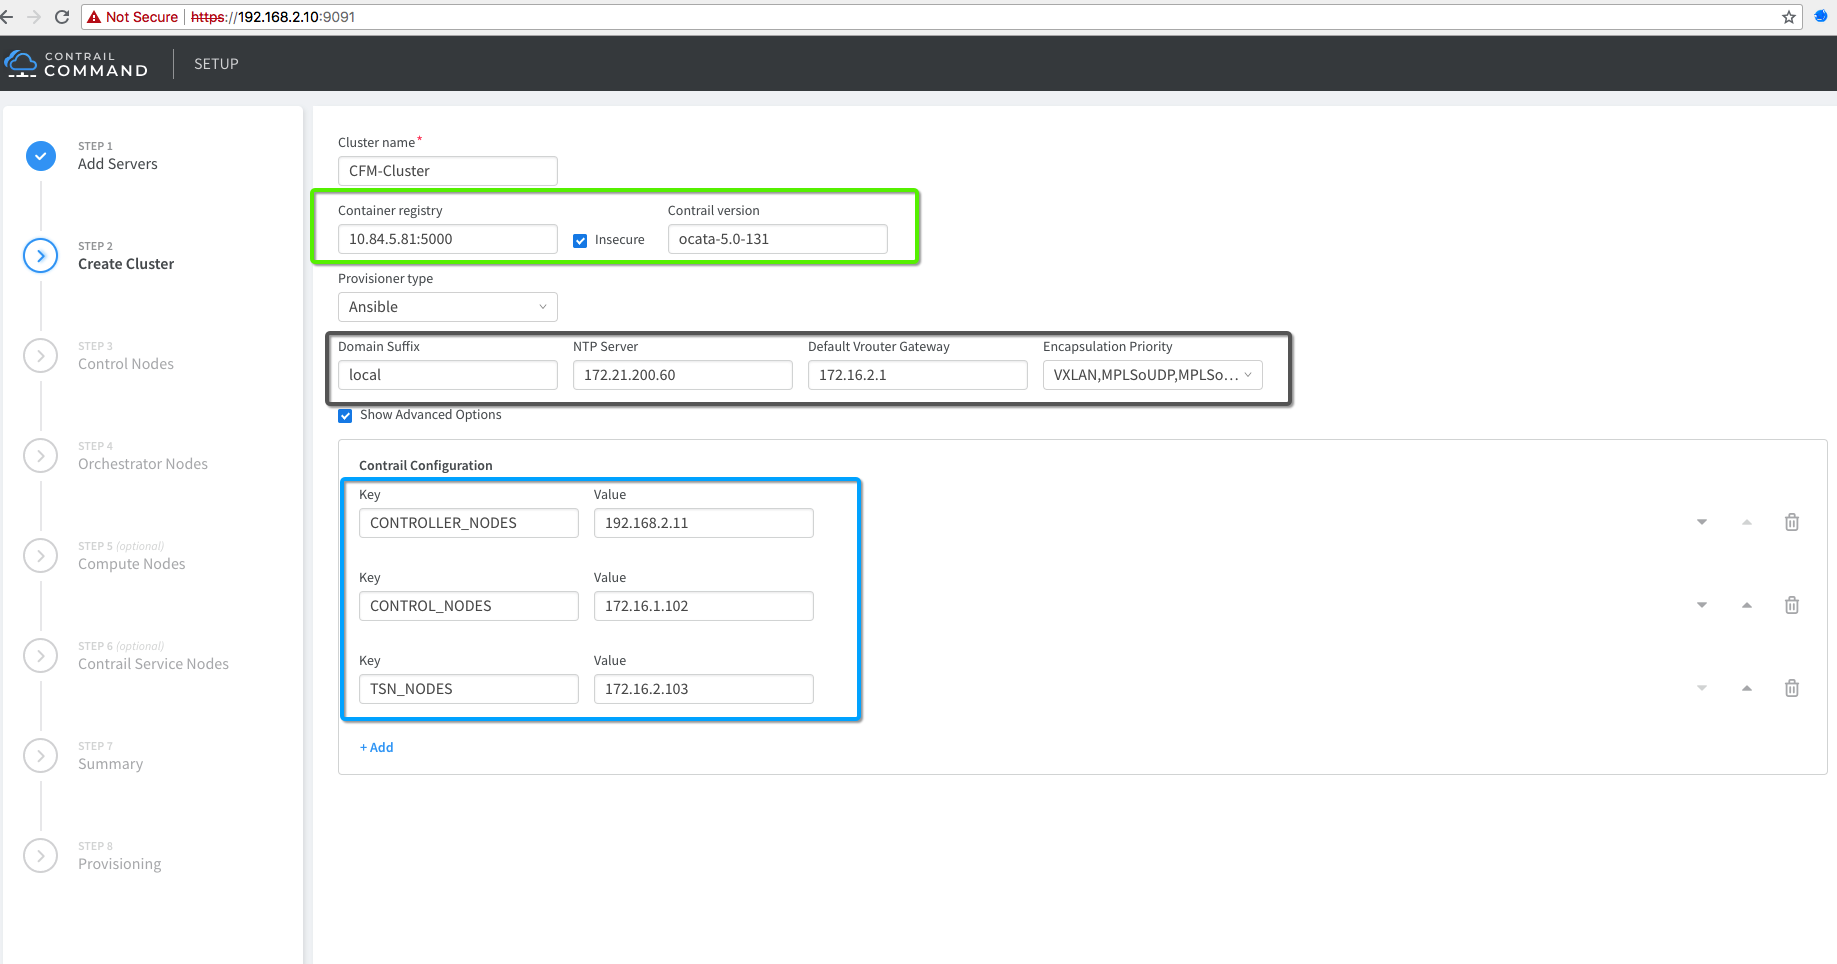 Not Secure https://192.168.2.10:9091
CONTRAIL
COMMAND
SETUP
STEP 1
Add Servers
STEP 2
Create Cluster
STEP 3
Control Nodes
STEP 4
Orchestrator Nodes
STEP 5 (optional)
Compute Nodes
STEP 6 (optional)
Contrail Service Nodes
STEP 7
Summary
STEP 8
Provisioning
Cluster name*
CFM-Cluster
Container registry Contrail version
10.84.5.81:5000 Insecure ocata-5.0-131
Provisioner type
Ansible
Domain Suffix NTP Server Default Vrouter Gateway Encapsulation Priority
local 172.21.200.60 172.16.2.1 VXLAN,MPLSoUDP,MPLSo...
Show Advanced Options
Contrail Configuration
Key Value
CONTROLLER_NODES 192.168.2.11
Key Value
CONTROL_NODES 172.16.1.102
Key Value
TSN_NODES 172.16.2.103
+ Add